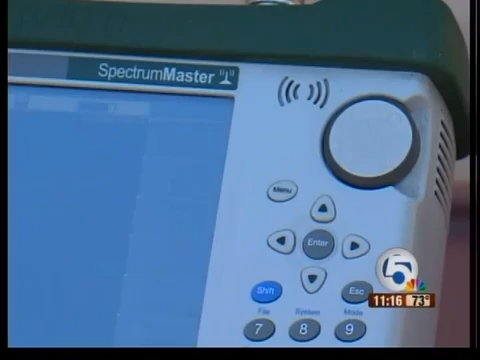 SpectrumMaster
Menu
Enter
Shift
Esc
File System Mode
7 8 9
5
11:16 73°